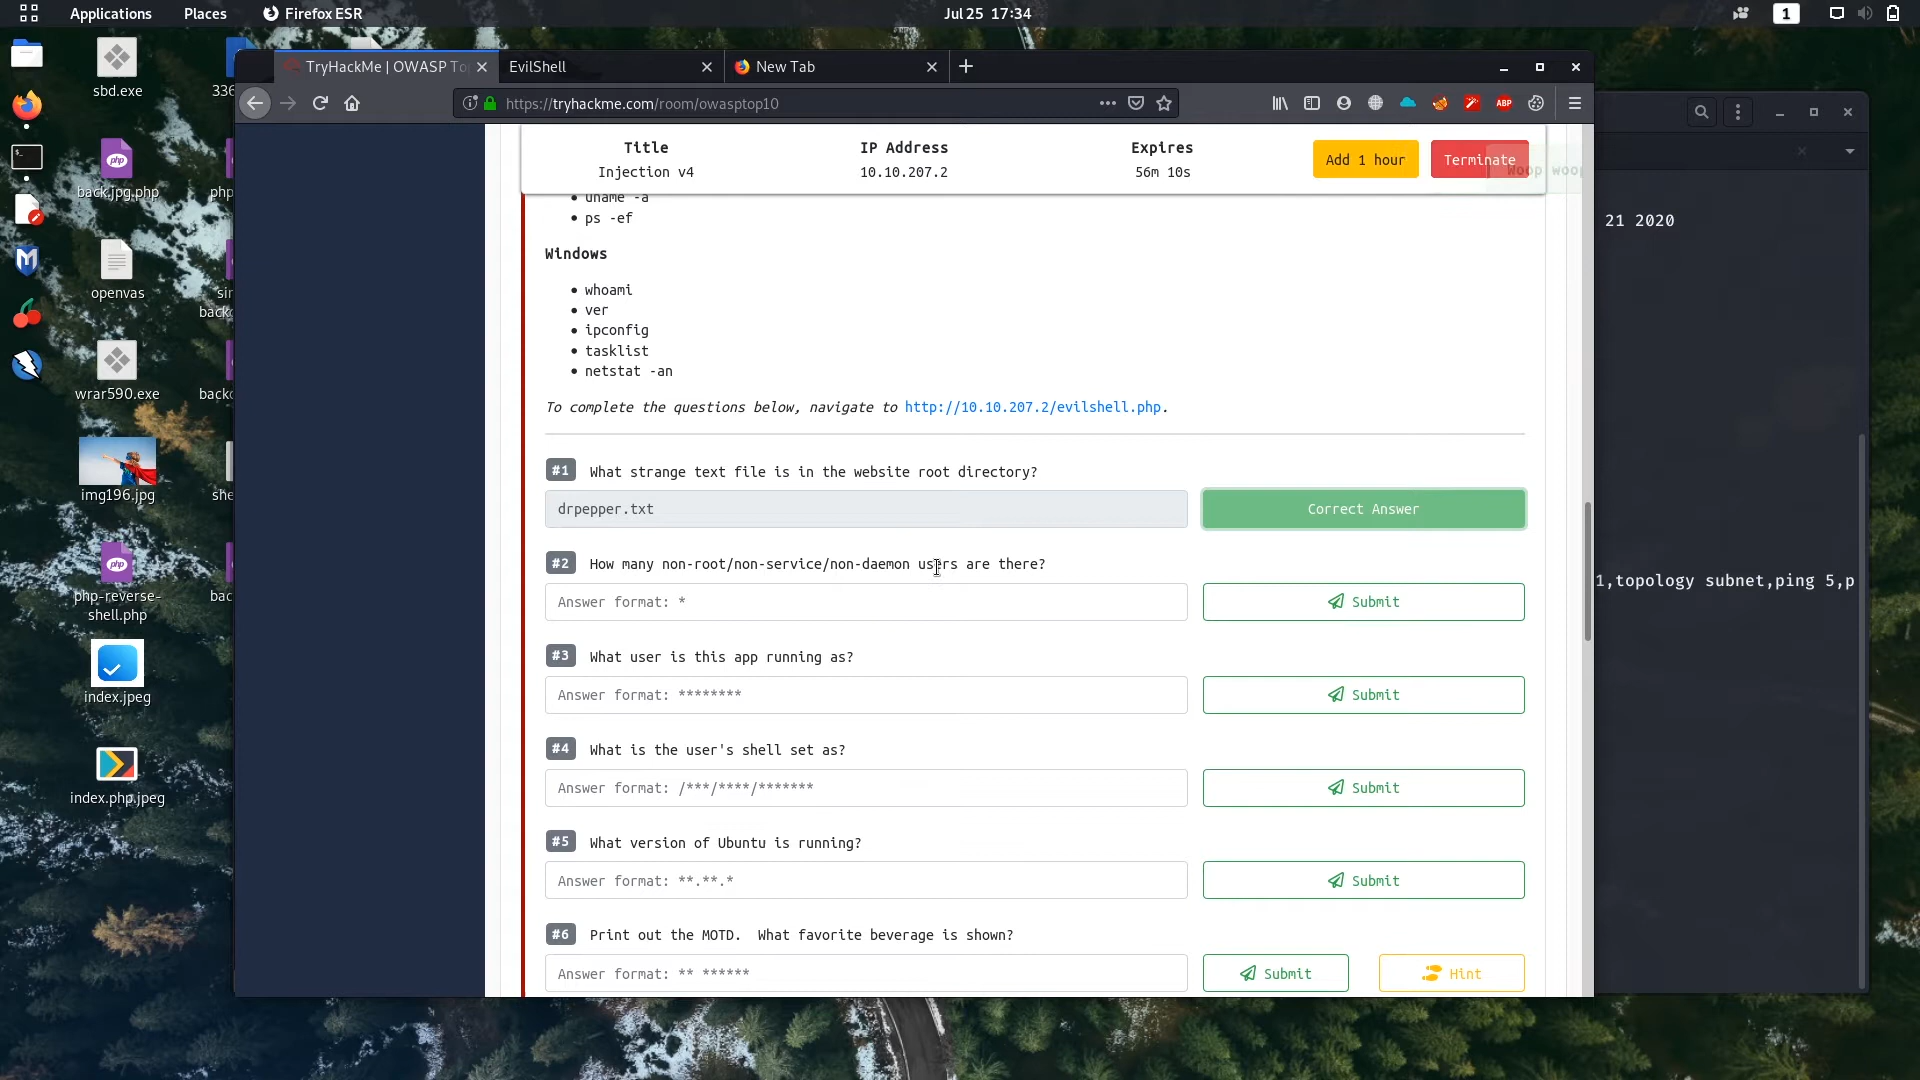 Applications Places Firefox ESR Jul 25 17:34 1
TryHackMe | OWASP To EvilShell New Tab
https://tryhackme.com/room/owasptop10
ABP
Title IP Address Expires
Injection v4 10.10.207.2 56m 10s
Add 1 hour Terminate
Woop woop
uname -a
ps -ef
Windows
whoami
ver
ipconfig
tasklist
netstat -an
To complete the questions below, navigate to http://10.10.207.2/evilshell.php.
#1 What strange text file is in the website root directory?
drpepper.txt Correct Answer
#2 How many non-root/non-service/non-daemon users are there?
Answer format: * Submit
#3 What user is this app running as?
Answer format: ******** Submit
#4 What is the user's shell set as?
Answer format: /***/****/******* Submit
#5 What version of Ubuntu is running?
Answer format: **.**.* Submit
#6 Print out the MOTD. What favorite beverage is shown?
Answer format: ** ****** Submit Hint
21 2020
1,topology subnet,ping 5,p
sbd.exe
336
back.jpg.php
php
openvas
sir
back
wrar590.exe
back
img196.jpg
she
php-reverse-
shell.php
bac
index.jpeg
index.php.jpeg